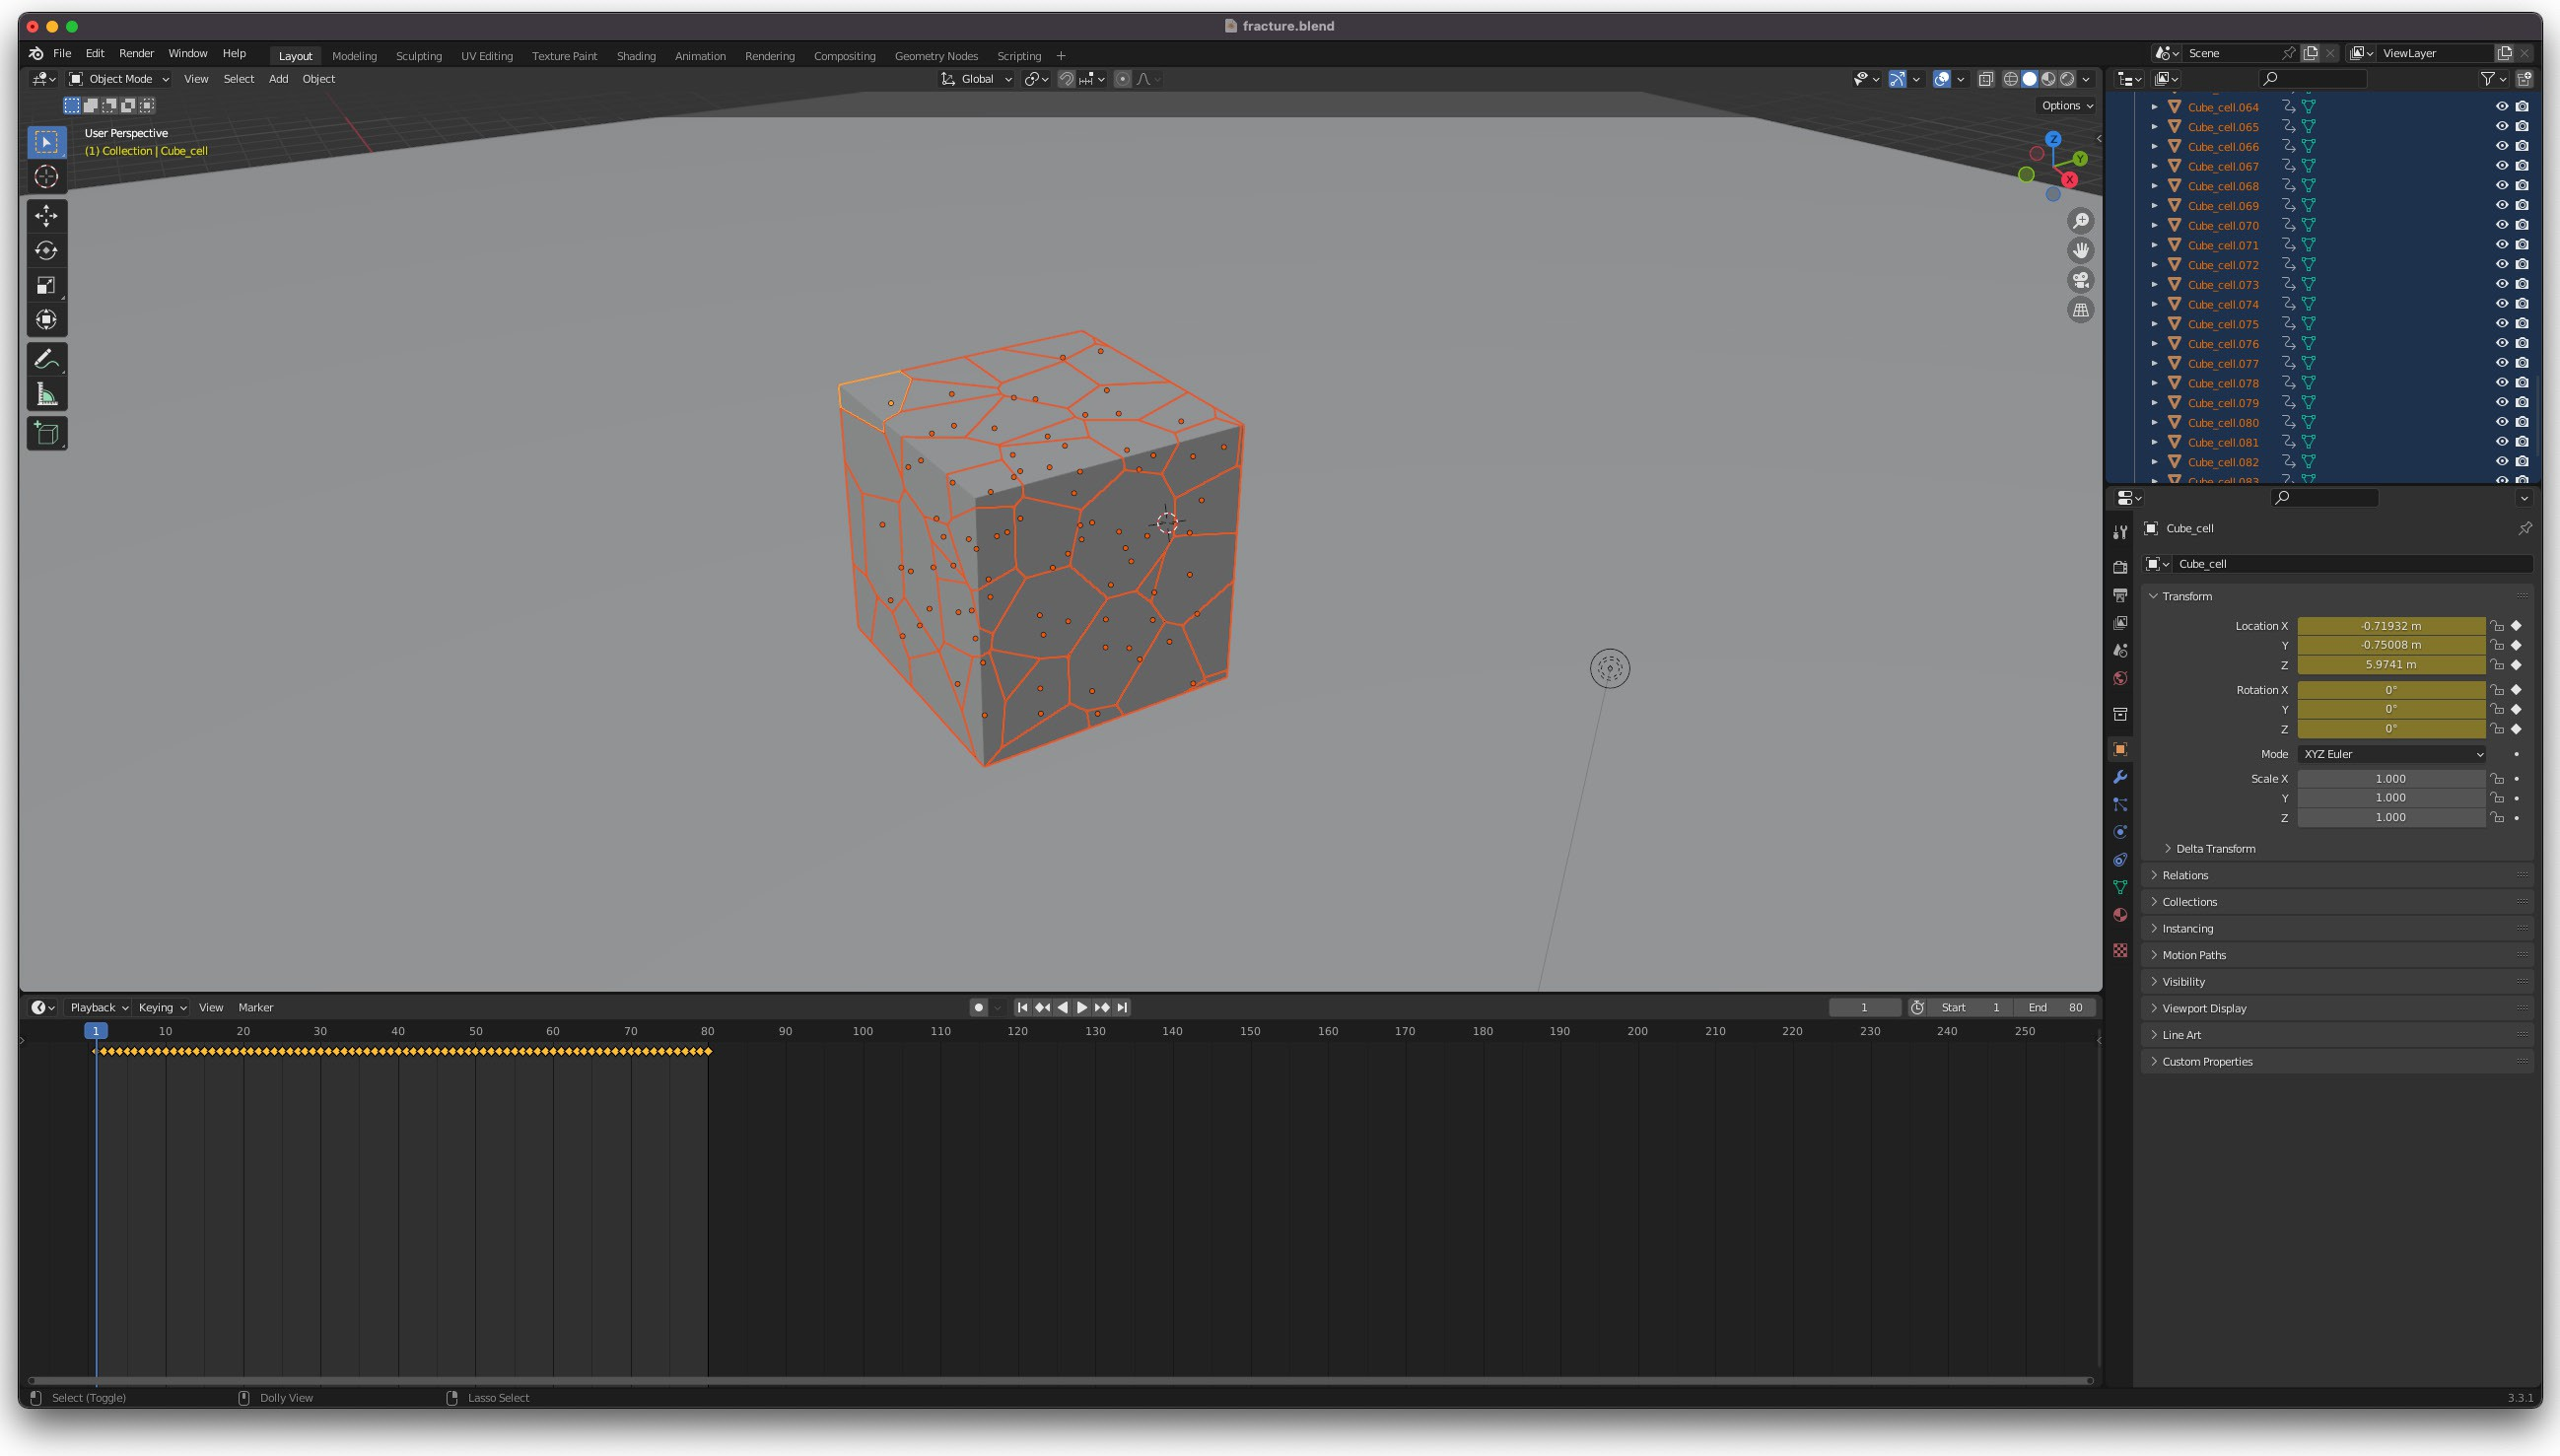 fracture.blend
File Edit Render Window Help Layout Modeling Sculpting UV Editing Texture Paint Shading Animation Rendering Compositing Geometry Nodes Scripting + Scene ViewLayer
Object Mode View Select Add Object Global
Options
User Perspective
(1) Collection | Cube_cell
Z
Y
X
Cube_cell.064
Cube_cell.065
Cube_cell.066
Cube_cell.067
Cube_cell.068
Cube_cell.069
Cube_cell.070
Cube_cell.071
Cube_cell.072
Cube_cell.073
Cube_cell.074
Cube_cell.075
Cube_cell.076
Cube_cell.077
Cube_cell.078
Cube_cell.079
Cube_cell.080
Cube_cell.081
Cube_cell.082
Cube_cell.083
Cube_cell
Cube_cell
Transform
Location X -0.71932 m
Y -0.75008 m
Z 5.9741 m
Rotation X 0°
Y 0°
Z 0°
Mode XYZ Euler
Scale X 1.000
Y 1.000
Z 1.000
Delta Transform
Relations
Collections
Instancing
Motion Paths
Visibility
Viewport Display
Line Art
Custom Properties
Playback Keying View Marker 1 Start 1 End 80
1 10 20 30 40 50 60 70 80 90 100 110 120 130 140 150 160 170 180 190 200 210 220 230 240 250
Select (Toggle) Dolly View Lasso Select 3.3.1